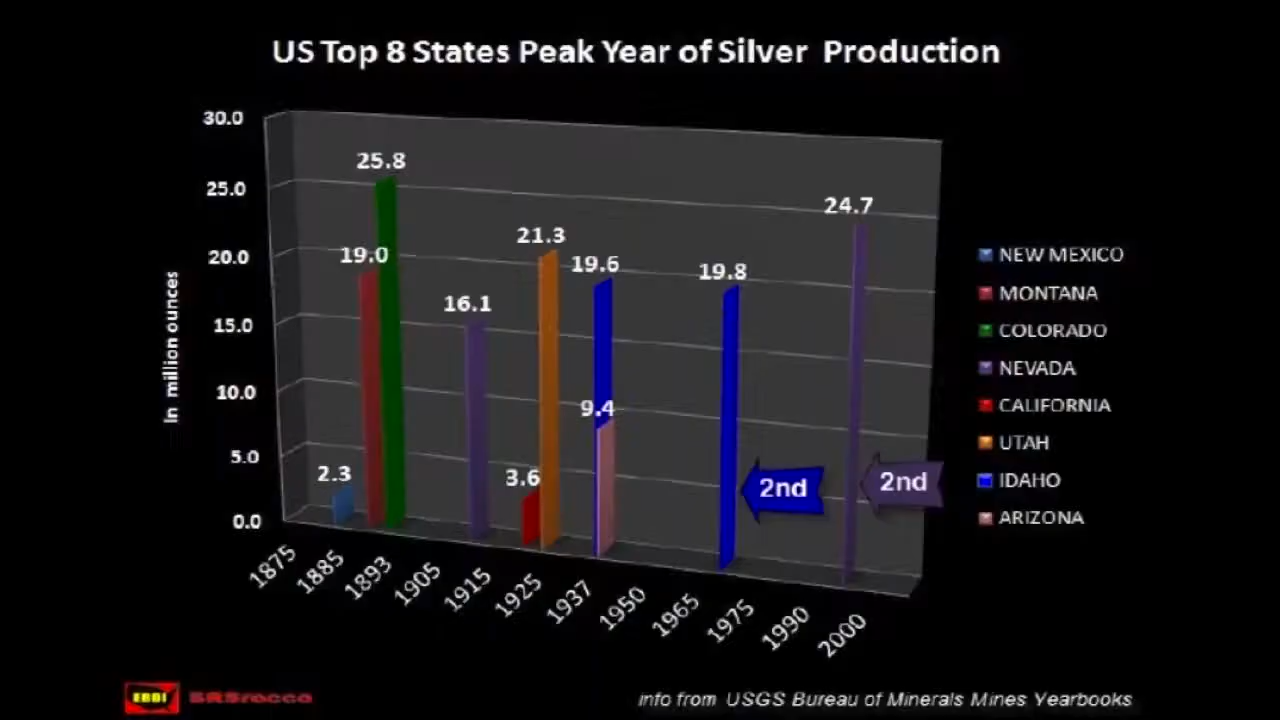 US Top 8 States Peak Year of Silver Production
In million ounces
30.0
25.0
20.0
15.0
10.0
5.0
0.0
2.3
19.0
25.8
16.1
3.6
21.3
19.6
9.4
19.8
24.7
2nd
2nd
1875
1885
1893
1905
1915
1925
1937
1950
1965
1975
1990
2000
NEW MEXICO
MONTANA
COLORADO
NEVADA
CALIFORNIA
UTAH
IDAHO
ARIZONA
SRSrocco
info from USGS Bureau of Minerals Mines Yearbooks